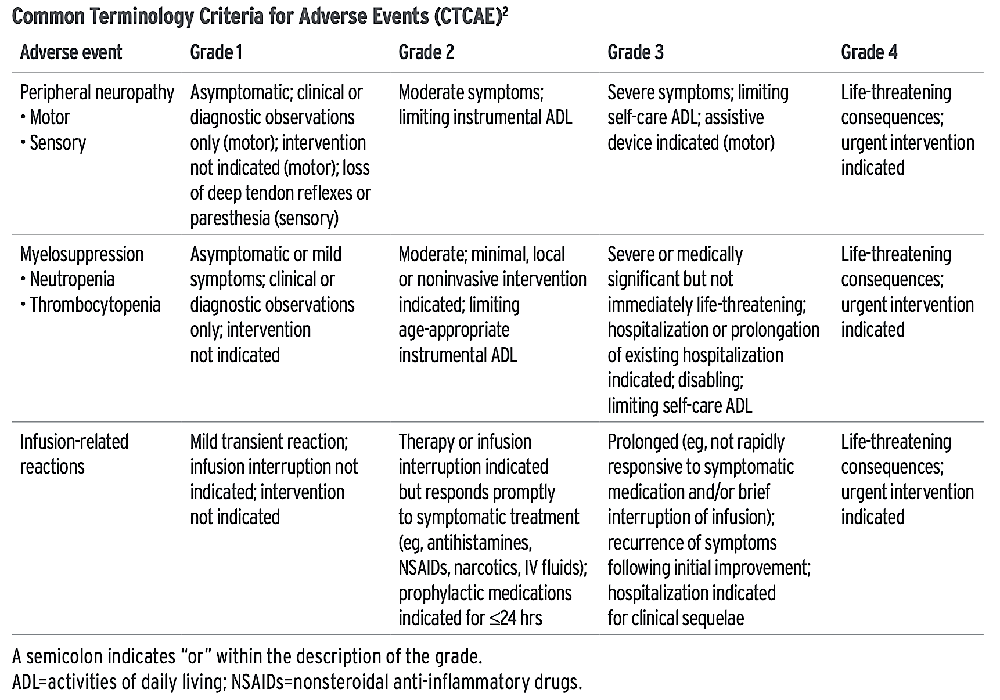 Common Terminology Criteria for Adverse Events (CTCAE)²
Adverse event Grade 1 Grade 2 Grade 3 Grade 4
Peripheral neuropathy
• Motor
• Sensory
Asymptomatic; clinical or
diagnostic observations
only (motor); intervention
not indicated (motor); loss
of deep tendon reflexes or
paresthesia (sensory)
Moderate symptoms;
limiting instrumental ADL
Severe symptoms; limiting
self-care ADL; assistive
device indicated (motor)
Life-threatening
consequences;
urgent intervention
indicated
Myelosuppression
• Neutropenia
• Thrombocytopenia
Asymptomatic or mild
symptoms; clinical or
diagnostic observations
only; intervention
not indicated
Moderate; minimal, local
or noninvasive intervention
indicated; limiting
age-appropriate
instrumental ADL
Severe or medically
significant but not
immediately life-threatening;
hospitalization or prolongation
of existing hospitalization
indicated; disabling;
limiting self-care ADL
Life-threatening
consequences;
urgent intervention
indicated
Infusion-related
reactions
Mild transient reaction;
infusion interruption not
indicated; intervention
not indicated
Therapy or infusion
interruption indicated
but responds promptly
to symptomatic treatment
(eg, antihistamines,
NSAIDs, narcotics, IV fluids);
prophylactic medications
indicated for ≤24 hrs
Prolonged (eg, not rapidly
responsive to symptomatic
medication and/or brief
interruption of infusion);
recurrence of symptoms
following initial improvement;
hospitalization indicated
for clinical sequelae
Life-threatening
consequences;
urgent intervention
indicated
A semicolon indicates “or” within the description of the grade.
ADL=activities of daily living; NSAIDs=nonsteroidal anti-inflammatory drugs.